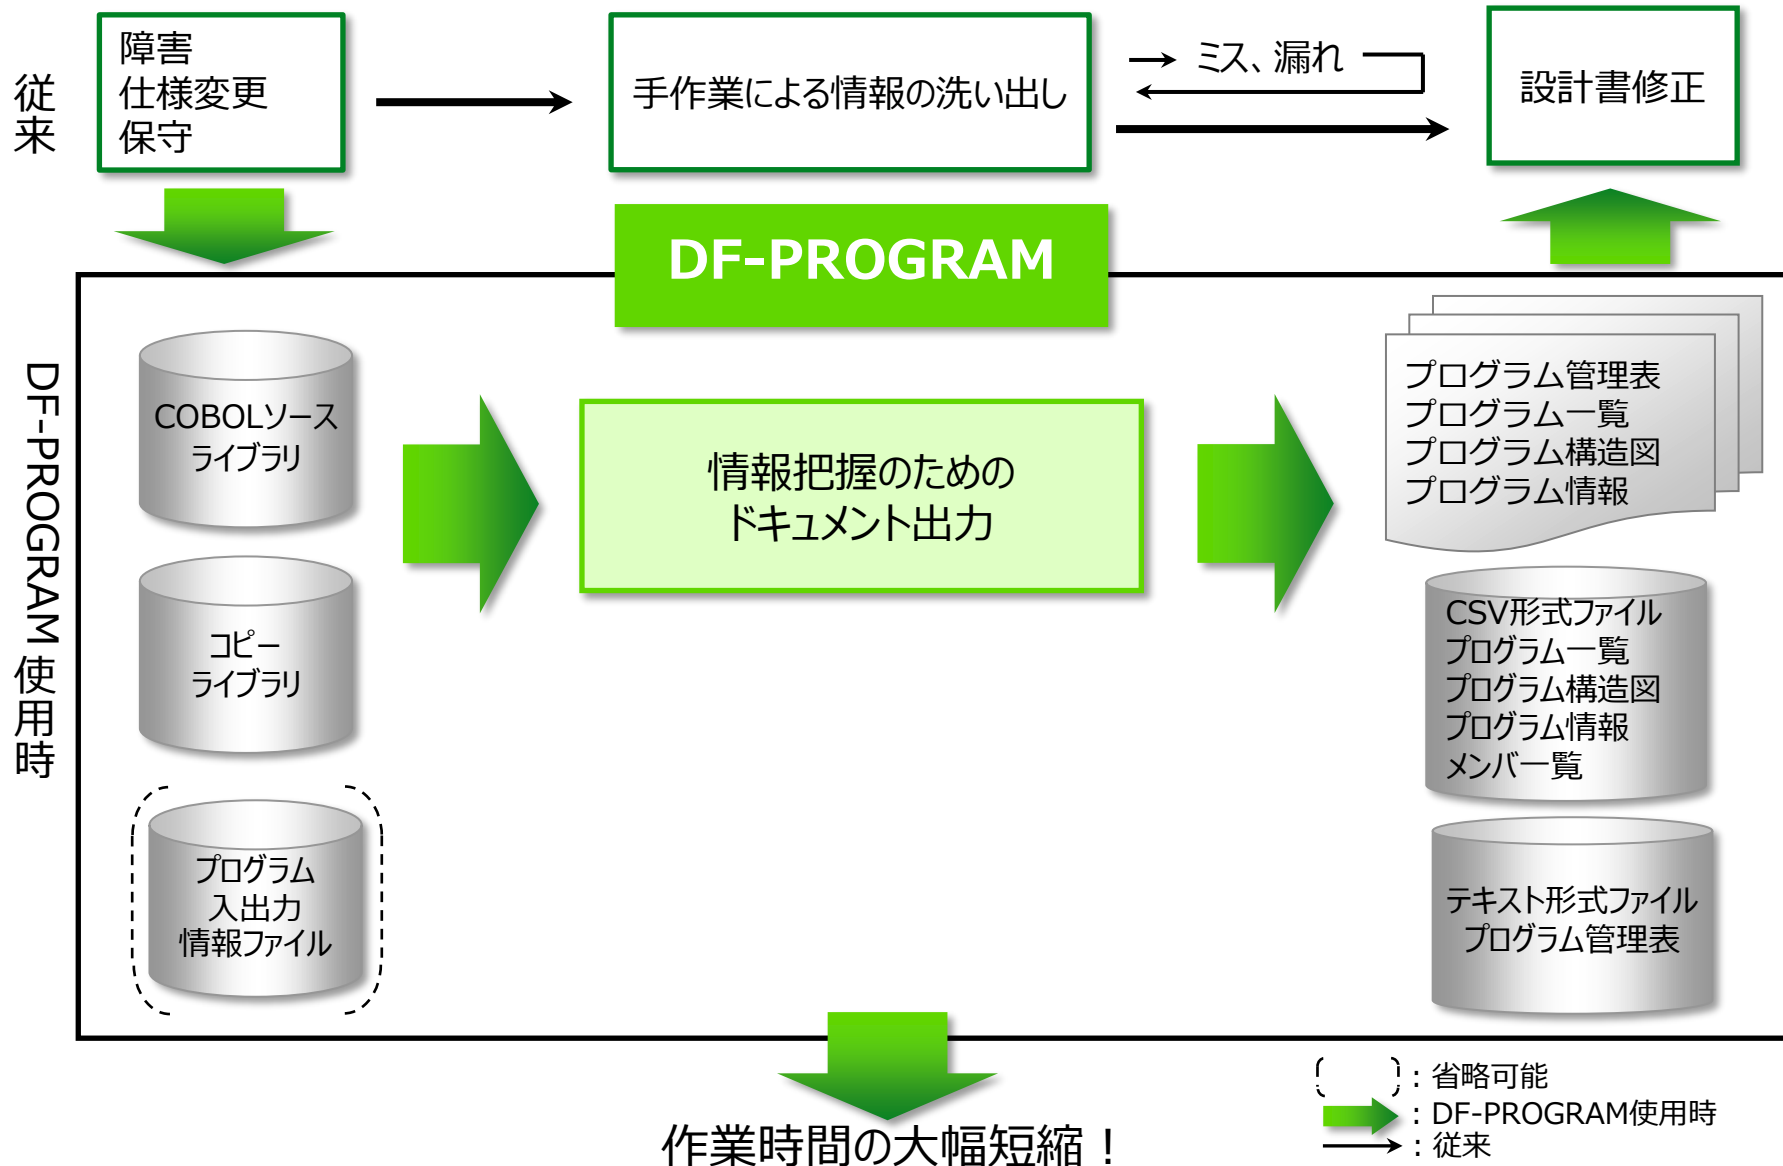 従来
障害
仕様変更
保守
手作業による情報の洗い出し
ミス、漏れ
設計書修正
DF-PROGRAM
DF-PROGRAM使用時
COBOLソース
ライブラリ
コピー
ライブラリ
プログラム
入出力
情報ファイル
情報把握のための
ドキュメント出力
プログラム管理表
プログラム一覧
プログラム構造図
プログラム情報
CSV形式ファイル
プログラム一覧
プログラム構造図
プログラム情報
メンバ一覧
テキスト形式ファイル
プログラム管理表
作業時間の大幅短縮！
：省略可能
：DF-PROGRAM使用時
：従来